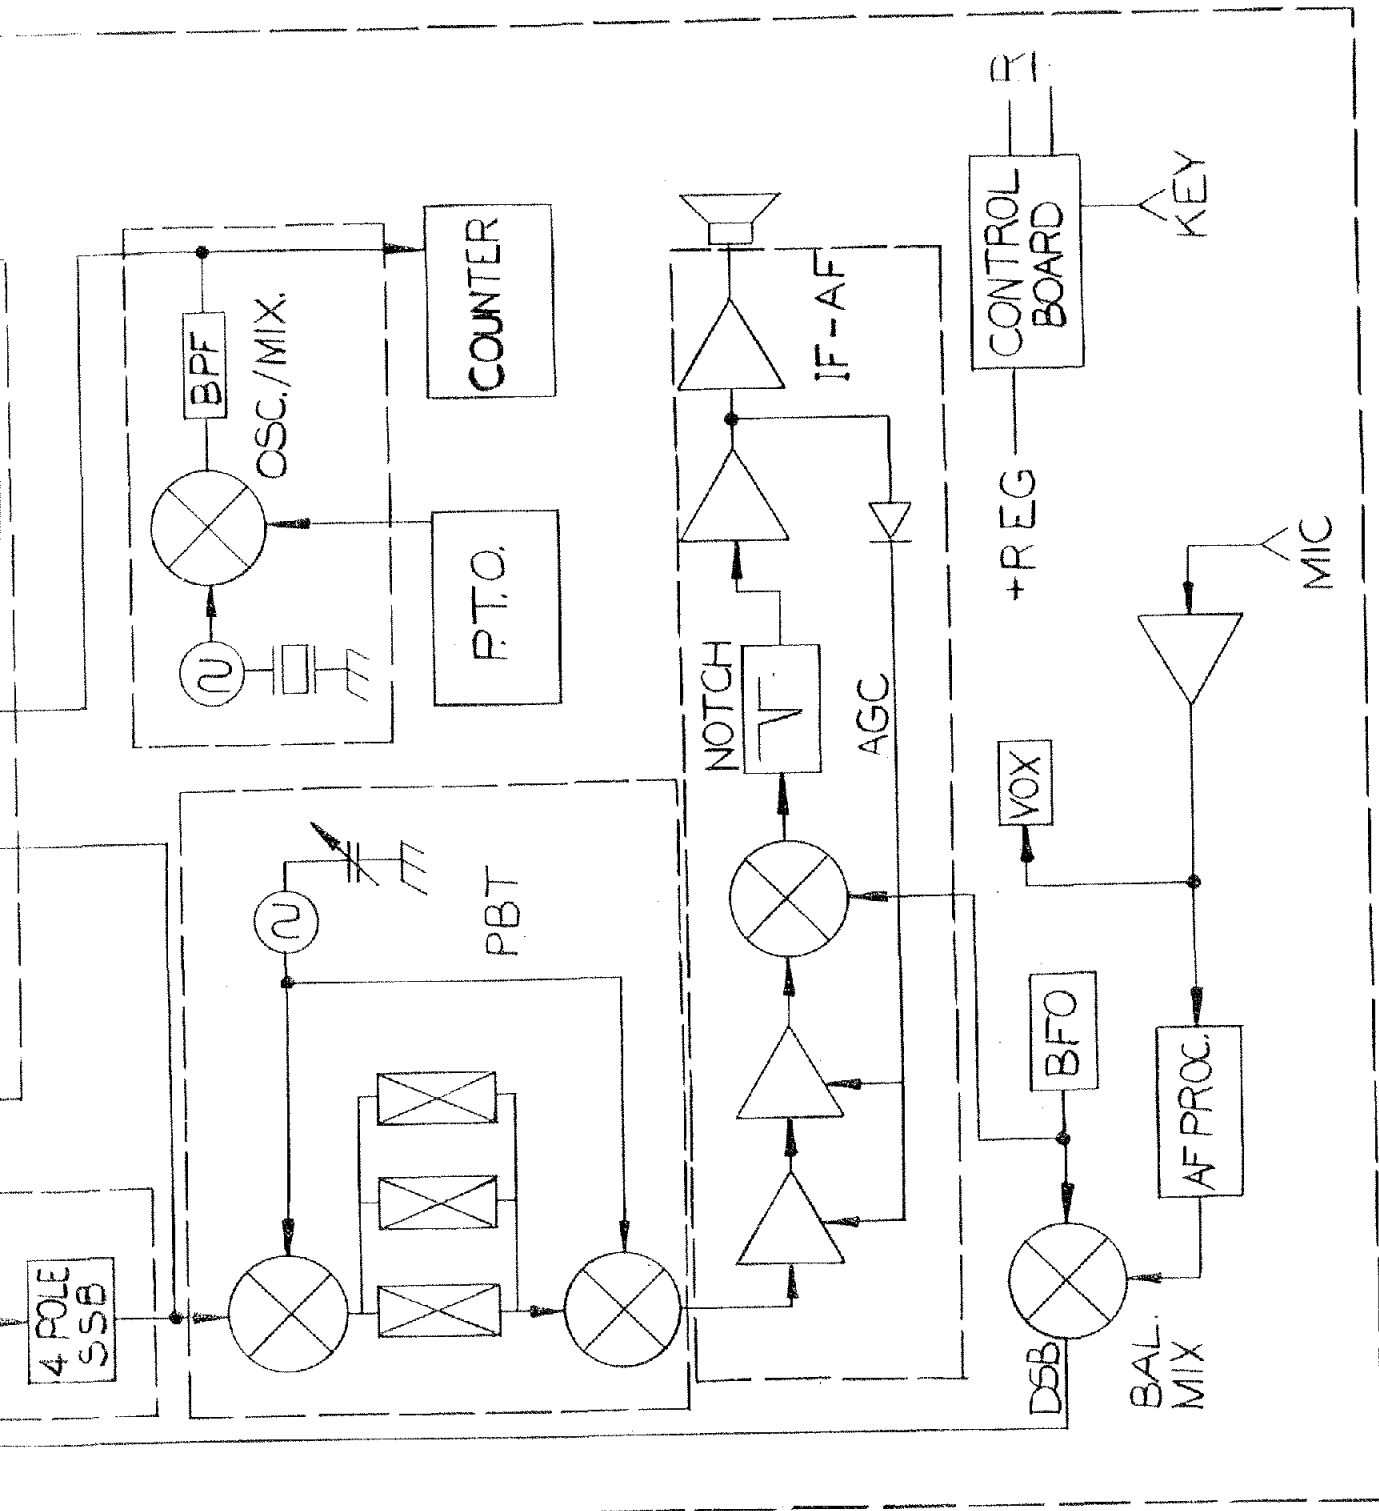 4 POLE
SSB
BPF
OSC./MIX.
COUNTER
P.T.O.
PBT
NOTCH
IF-AF
AGC
R
CONTROL
BOARD
KEY
+REG
VOX
MIC
BFO
AF PROC.
DSB
BAL.
MIX